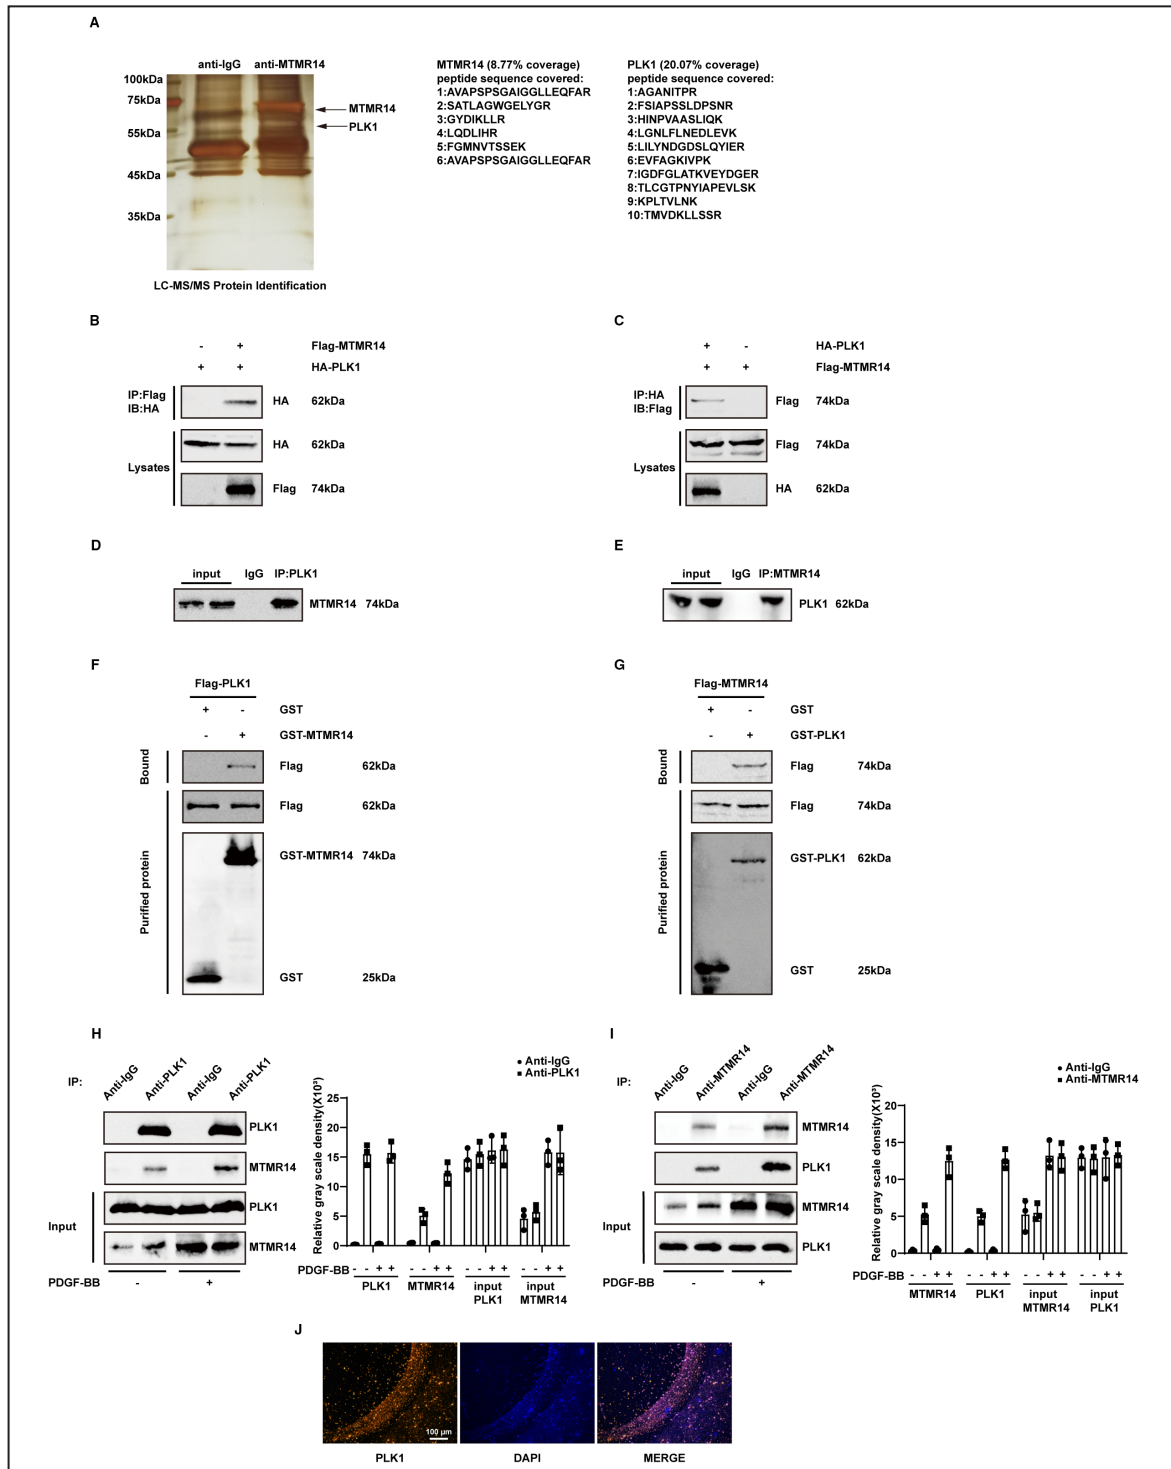 A
anti-IgG anti-MTMR14
100kDa
75kDa
55kDa
45kDa
35kDa
MTMR14
PLK1
LC-MS/MS Protein Identification
MTMR14 (8.77% coverage)
peptide sequence covered:
1:AVAPSPSGAIGGLLEQFAR
2:SATLAGWGELYGR
3:GYDIKLLR
4:LQDLIHR
5:FGMNVTSSEK
6:AVAPSPSGAIGGLLEQFAR
PLK1 (20.07% coverage)
peptide sequence covered:
1:AGANITPR
2:FSIAPSSLDPSNR
3:HINPVAASLIQK
4:LGNLFLNEDLEVK
5:LILYNDGDSLQYIER
6:EVFAGKIVPK
7:IGDFGLATKVEYDGER
8:TLCGTPNYIAPEVLSK
9:KPLTVLNK
10:TMVDKLLSSR
B
- + Flag-MTMR14
+ + HA-PLK1
IP:Flag
IB:HA
HA 62kDa
HA 62kDa
Lysates
Flag 74kDa
C
+ - HA-PLK1
+ + Flag-MTMR14
IP:HA
IB:Flag
Flag 74kDa
Flag 74kDa
Lysates
HA 62kDa
D
input IgG IP:PLK1
MTMR14 74kDa
E
input IgG IP:MTMR14
PLK1 62kDa
F
Flag-PLK1
+ - GST
- + GST-MTMR14
Bound
Flag 62kDa
Flag 62kDa
Purified protein
GST-MTMR14 74kDa
GST 25kDa
G
Flag-MTMR14
+ - GST
- + GST-PLK1
Bound
Flag 74kDa
Flag 74kDa
Purified protein
GST-PLK1 62kDa
GST 25kDa
H
IP: Anti-IgG Anti-PLK1 Anti-IgG Anti-PLK1
PLK1
MTMR14
Input
PLK1
MTMR14
PDGF-BB - +
Anti-IgG
Anti-PLK1
Relative gray scale density(X10³)
25
20
15
10
5
0
PDGF-BB - - + + - - + + - - + + - - + +
PLK1 MTMR14 input PLK1 input MTMR14
I
IP: Anti-IgG Anti-MTMR14 Anti-IgG Anti-MTMR14
MTMR14
PLK1
Input
MTMR14
PLK1
PDGF-BB - +
Anti-IgG
Anti-MTMR14
Relative gray scale density(X10³)
20
15
10
5
0
PDGF-BB - - + + - - + + - - + + - - + +
MTMR14 PLK1 input MTMR14 input PLK1
J
100 µm
PLK1 DAPI MERGE